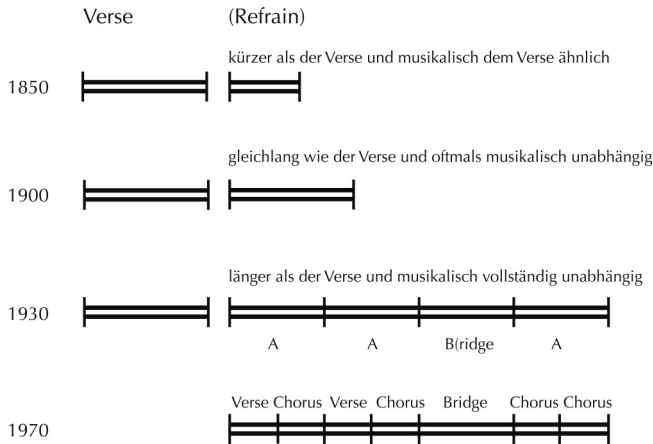 Verse (Refrain)
kürzer als der Verse und musikalisch dem Verse ähnlich
1850
gleichlang wie der Verse und oftmals musikalisch unabhängig
1900
länger als der Verse und musikalisch vollständig unabhängig
1930
A A B(ridge A
Verse Chorus Verse Chorus Bridge Chorus Chorus
1970